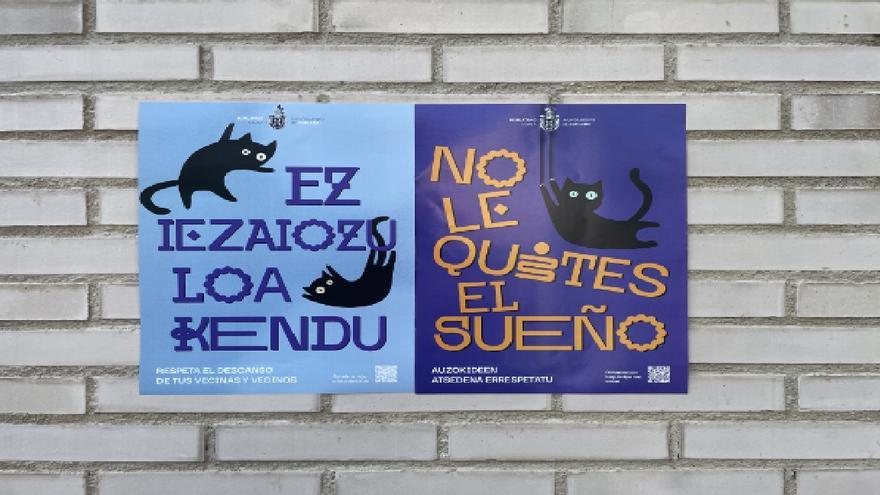 EZ
IEZAIOZU
LOA
KENDU
RESPETA EL DESCANSO
DE TUS VECINAS Y VECINOS
NO
LE
QUITES
EL
SUEÑO
AUZOKIDEEN
ATSEDENA ERRESPETATU